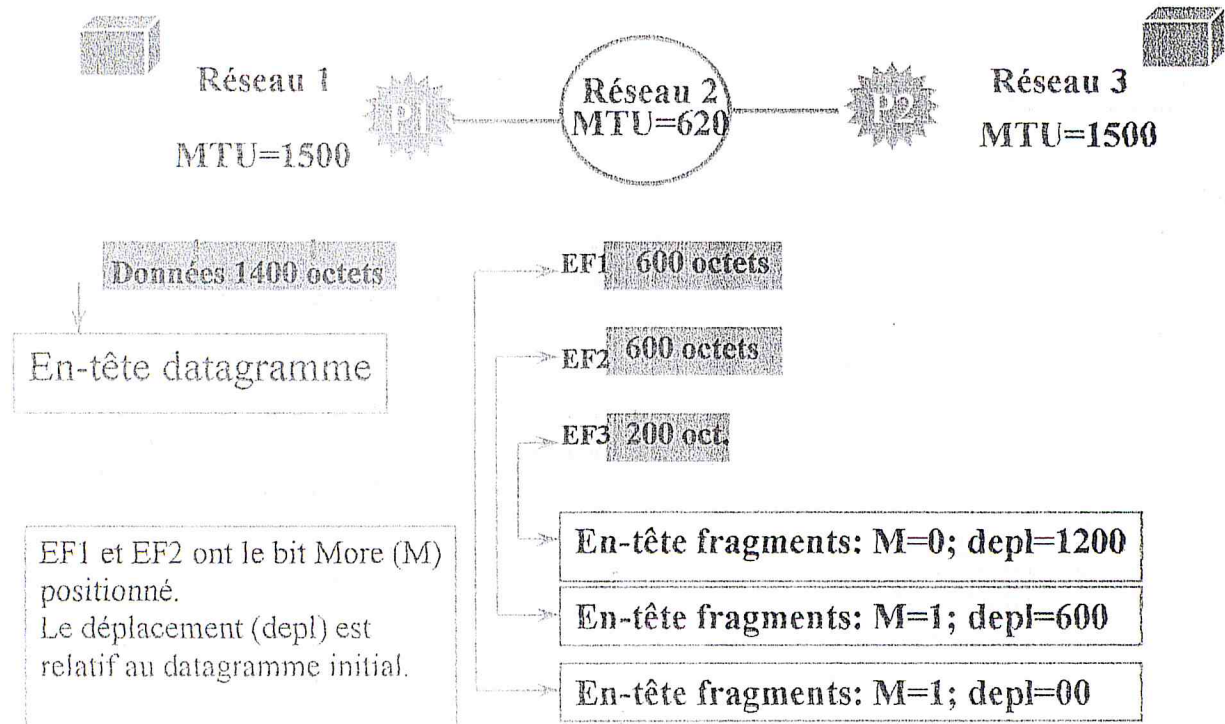 Réseau 1
MTU=1500
P1
Réseau 2
MTU=620
P2
Réseau 3
MTU=1500
Données 1400 octets
En-tête datagramme
EF1 600 octets
EF2 600 octets
EF3 200 oct.
EF1 et EF2 ont le bit More (M)
positionné.
Le déplacement (depl) est
relatif au datagramme initial.
En-tête fragments: M=0; depl=1200
En-tête fragments: M=1; depl=600
En-tête fragments: M=1; depl=00